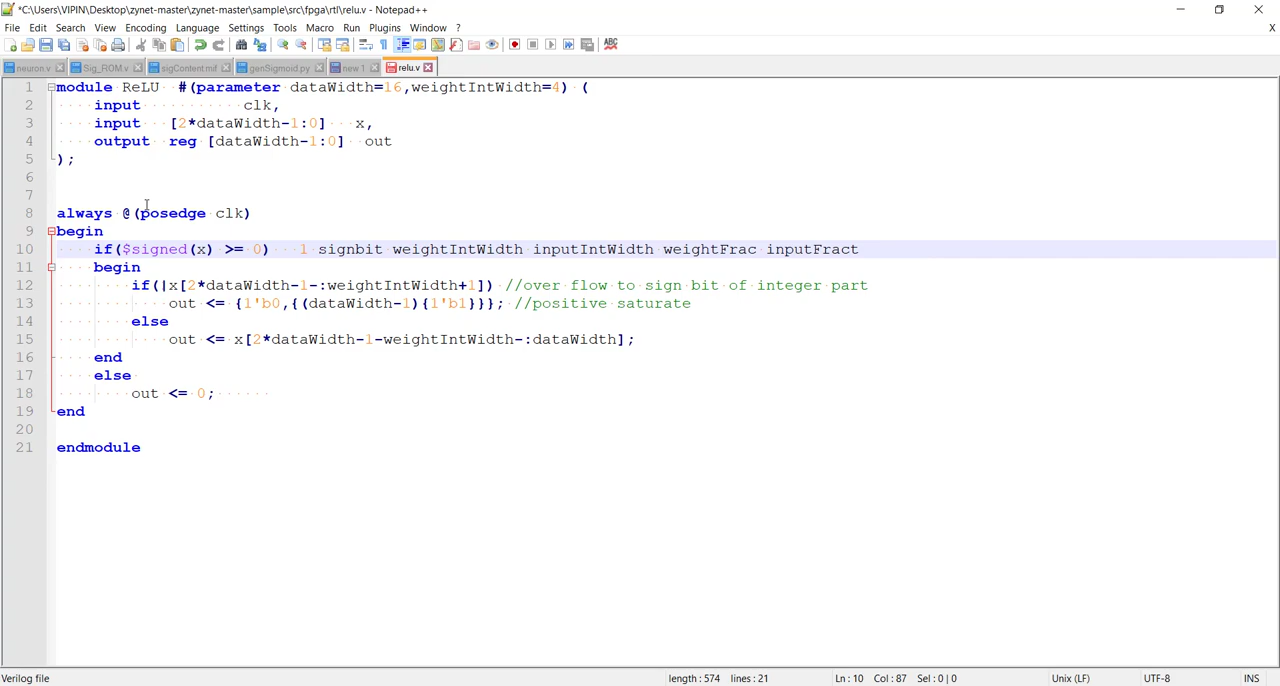 *C:\Users\VIPIN\Desktop\zynet-master\zynet-master\sample\src\fpga\rtl\relu.v - Notepad++
File Edit Search View Encoding Language Settings Tools Macro Run Plugins Window ? X
neuron.v Sig_ROM.v sigContent.mif genSigmoid.py new 1 relu.v
1 module ReLU #(parameter dataWidth=16,weightIntWidth=4) (
2 input clk,
3 input [2*dataWidth-1:0] x,
4 output reg [dataWidth-1:0] out
5 );
6
7
8 always @(posedge clk)
9 begin
10 if($signed(x) >= 0) 1 signbit weightIntWidth inputIntWidth weightFrac inputFract
11 begin
12 if(|x[2*dataWidth-1-:weightIntWidth+1]) //over flow to sign bit of integer part
13 out <= {1'b0,{(dataWidth-1){1'b1}}}; //positive saturate
14 else
15 out <= x[2*dataWidth-1-weightIntWidth-:dataWidth];
16 end
17 else
18 out <= 0;
19 end
20
21 endmodule
Verilog file length : 574 lines : 21 Ln : 10 Col : 87 Sel : 0 | 0 Unix (LF) UTF-8 INS